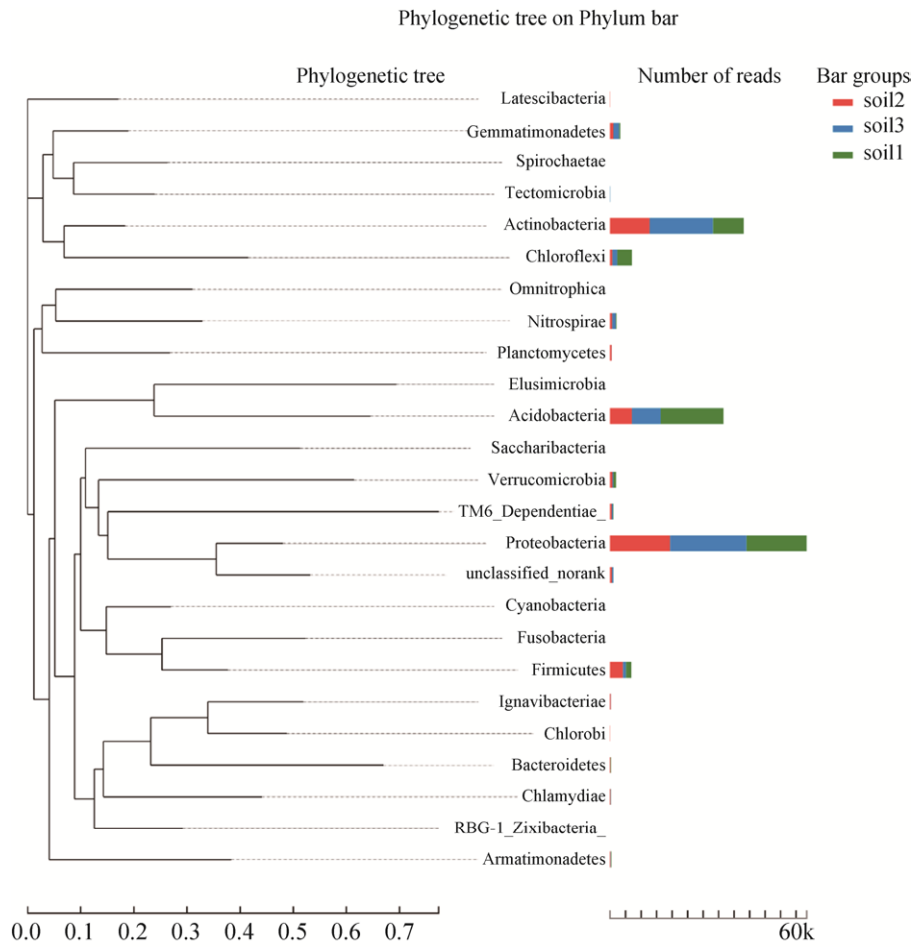 Phylogenetic tree on Phylum bar
Phylogenetic tree
Number of reads
Bar groups
soil2
soil3
soil1
Latescibacteria
Gemmatimonadetes
Spirochaetae
Tectomicrobia
Actinobacteria
Chloroflexi
Omnitrophica
Nitrospirae
Planctomycetes
Elusimicrobia
Acidobacteria
Saccharibacteria
Verrucomicrobia
TM6_Dependentiae_
Proteobacteria
unclassified_norank
Cyanobacteria
Fusobacteria
Firmicutes
Ignavibacteriae
Chlorobi
Bacteroidetes
Chlamydiae
RBG-1_Zixibacteria_
Armatimonadetes
0.0 0.1 0.2 0.3 0.4 0.5 0.6 0.7
60k